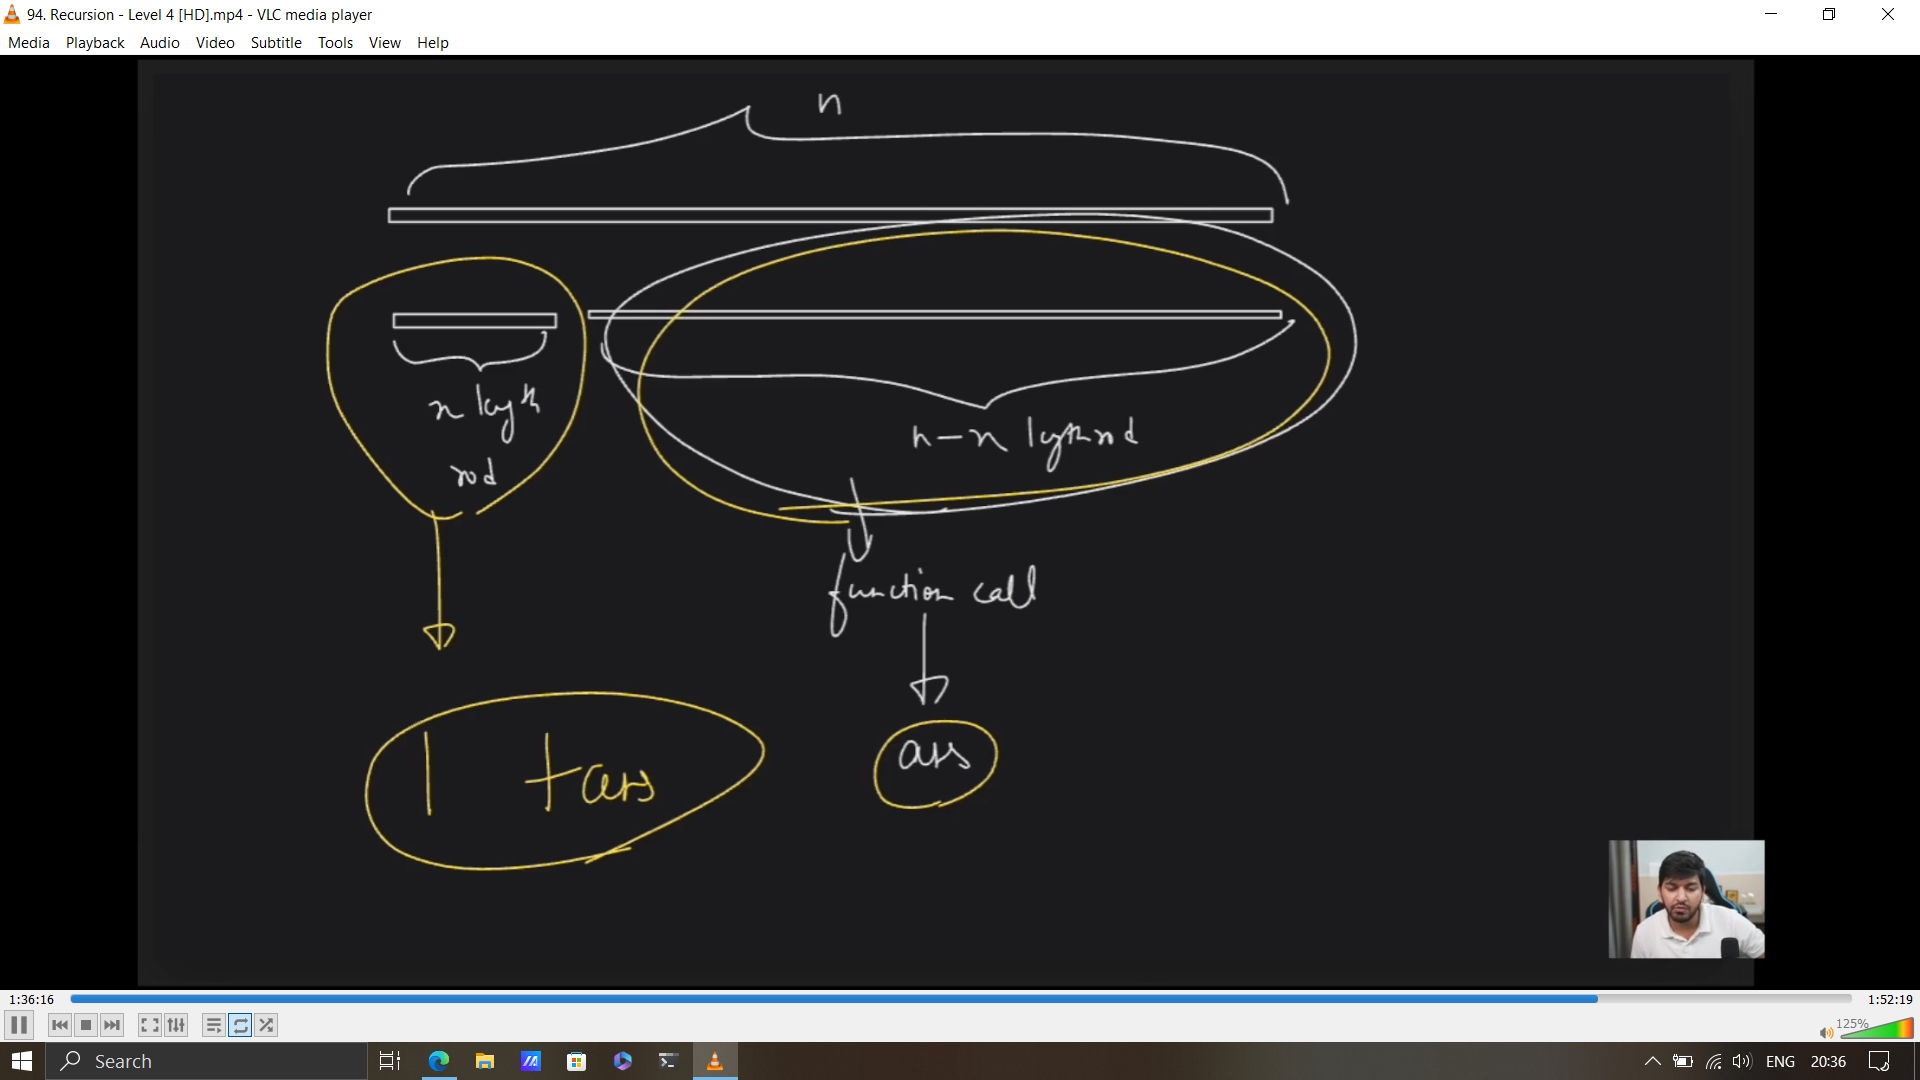 94. Recursion - Level 4 [HD].mp4 - VLC media player
Media Playback Audio Video Subtitle Tools View Help
n
x length
rod
n-x length rod
function call
ans
1 + ans
1:36:16
1:52:19
125%
Search
ENG 20:36